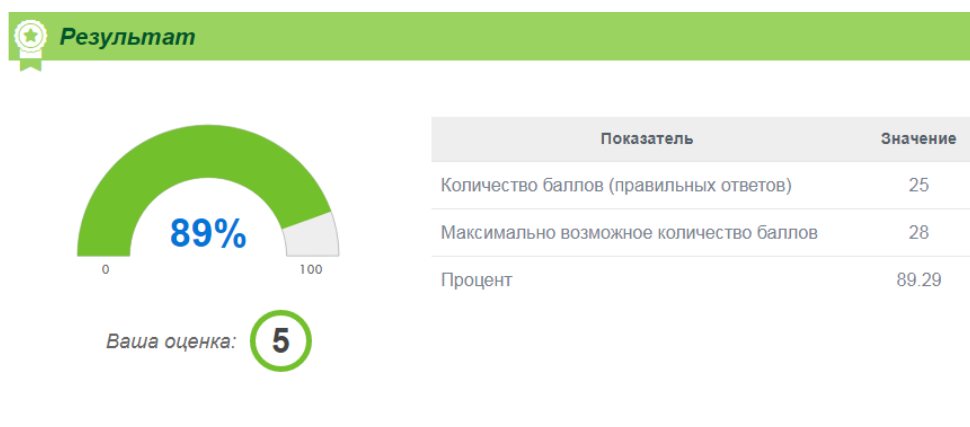 Результат
89%
0
100
Ваша оценка:
5
Показатель Значение
Количество баллов (правильных ответов) 25
Максимально возможное количество баллов 28
Процент 89.29